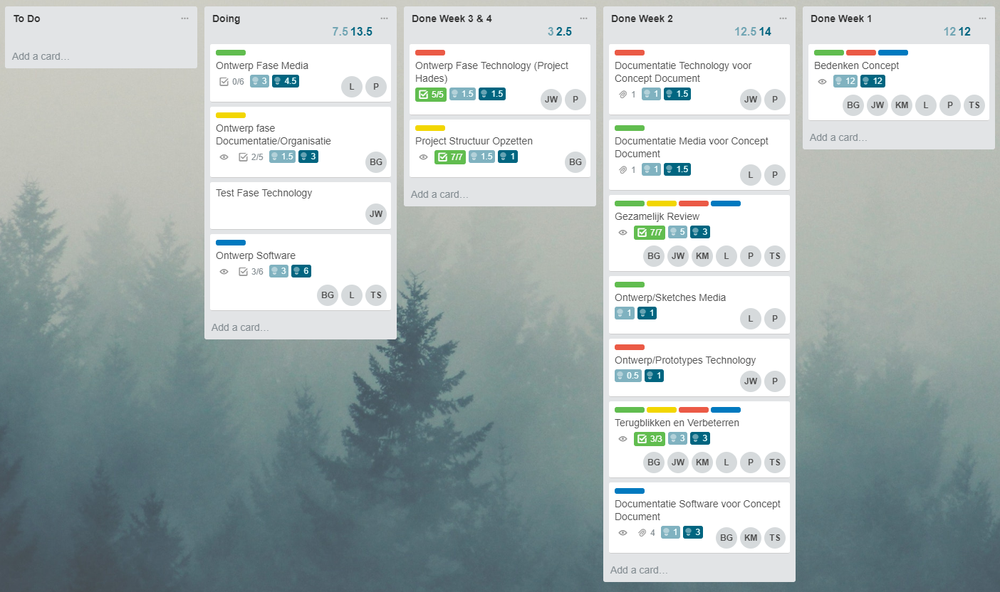 To Do
Add a card…
Doing
7.5 13.5
Ontwerp Fase Media
0/6 3 4.5
L P
Ontwerp fase
Documentatie/Organisatie
2/5 1.5 3
BG
Test Fase Technology
JW
Ontwerp Software
3/6 3 6
BG L TS
Add a card…
Done Week 3 & 4
3 2.5
Ontwerp Fase Technology (Project
Hades)
5/5 1.5 1.5
JW P
Project Structuur Opzetten
7/7 1.5 1
BG
Add a card…
Done Week 2
12.5 14
Documentatie Technology voor
Concept Document
1 1 1.5
JW P
Documentatie Media voor Concept
Document
1 1 1.5
L P
Gezamelijk Review
7/7 5 3
BG JW KM L P TS
Ontwerp/Sketches Media
1 1
L P
Ontwerp/Prototypes Technology
0.5 1
JW P
Terugblikken en Verbeterren
3/3 3 3
BG JW KM L P TS
Documentatie Software voor Concept
Document
4 1 3
BG KM TS
Add a card…
Done Week 1
12 12
Bedenken Concept
12 12
BG JW KM L P TS
Add a card…